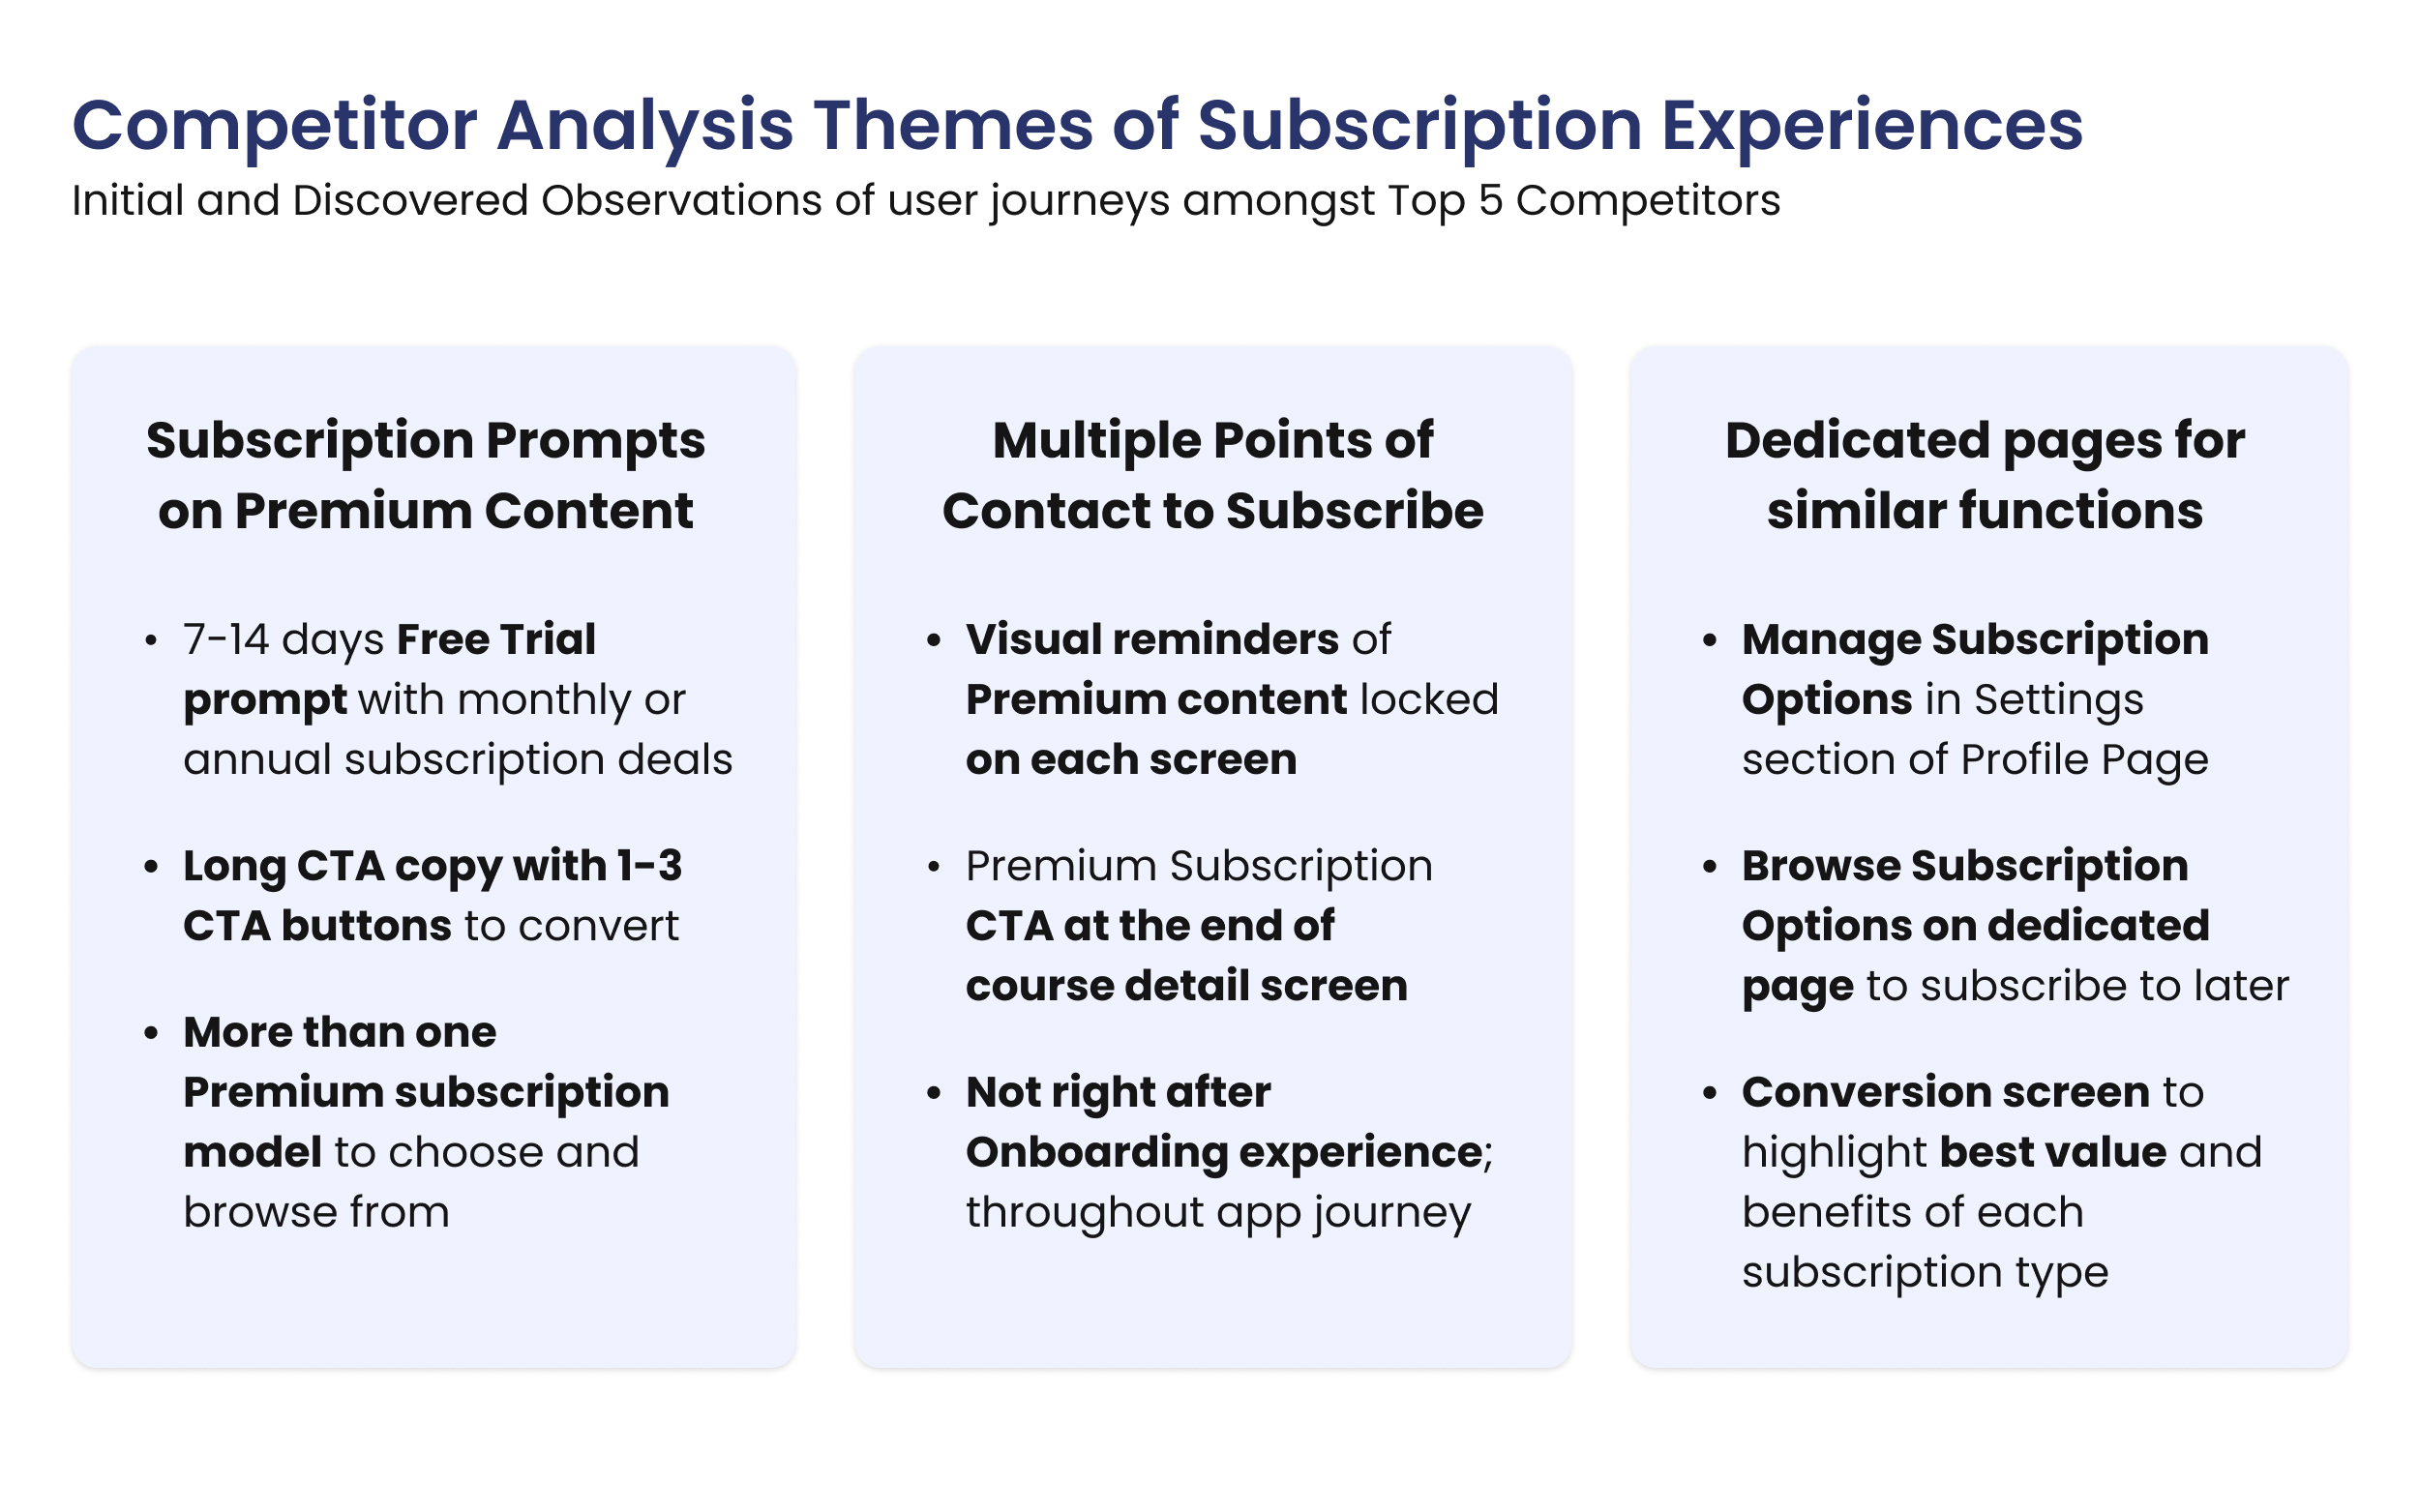 Competitor Analysis Themes of Subscription Experiences
Initial and Discovered Observations of user journeys amongst Top 5 Competitors
Subscription Prompts
on Premium Content
• 7-14 days Free Trial
prompt with monthly or
annual subscription deals
• Long CTA copy with 1-3
CTA buttons to convert
• More than one
Premium subscription
model to choose and
browse from
Multiple Points of
Contact to Subscribe
• Visual reminders of
Premium content locked
on each screen
• Premium Subscription
CTA at the end of
course detail screen
• Not right after
Onboarding experience;
throughout app journey
Dedicated pages for
similar functions
• Manage Subscription
Options in Settings
section of Profile Page
• Browse Subscription
Options on dedicated
page to subscribe to later
• Conversion screen to
highlight best value and
benefits of each
subscription type